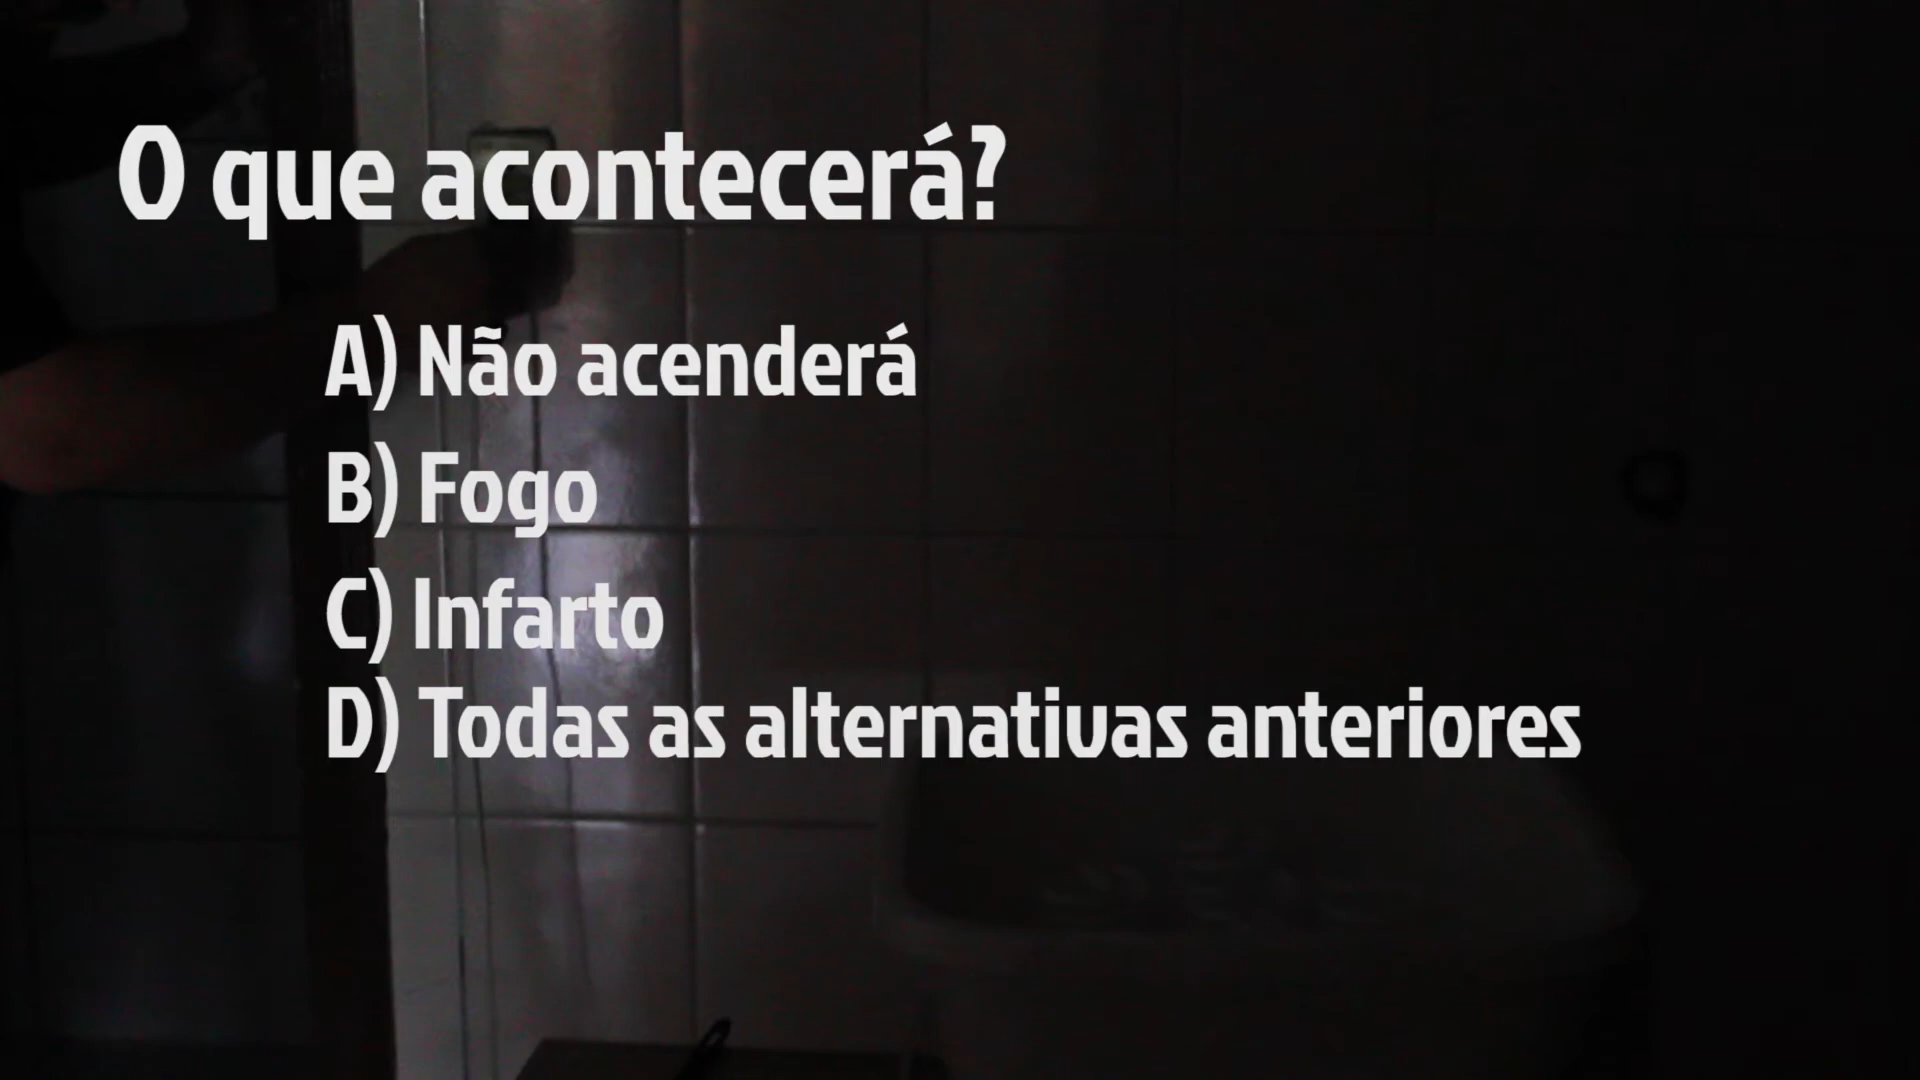 O que acontecerá?
A) Não acenderá
B) Fogo
C) Infarto
D) Todas as alternativas anteriores